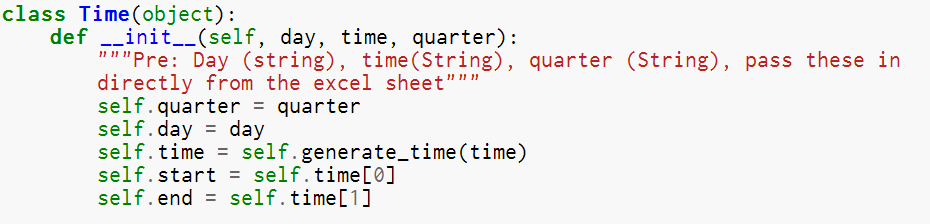 class Time(object):
    def __init__(self, day, time, quarter):
        """Pre: Day (string), time(String), quarter (String), pass these in
        directly from the excel sheet"""
        self.quarter = quarter
        self.day = day
        self.time = self.generate_time(time)
        self.start = self.time[0]
        self.end = self.time[1]